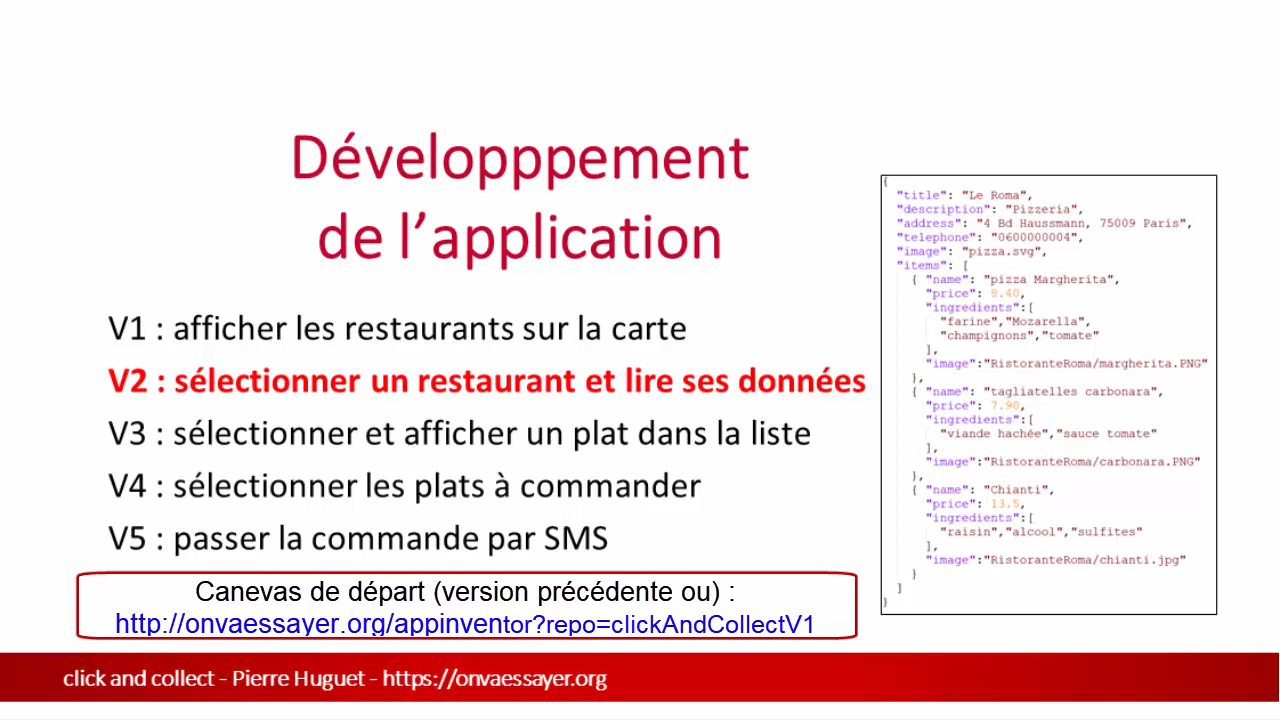 Développpement
de l’application
V1 : afficher les restaurants sur la carte
V2 : sélectionner un restaurant et lire ses données
V3 : sélectionner et afficher un plat dans la liste
V4 : sélectionner les plats à commander
V5 : passer la commande par SMS
Canevas de départ (version précédente ou) :
http://onvaessayer.org/appinventor?repo=clickAndCollectV1
{
"title": "Le Roma",
"description": "Pizzeria",
"address": "4 Bd Haussmann, 75009 Paris",
"telephone": "0600000004",
"image": "pizza.svg",
"items": [
{ "name": "pizza Margherita",
"price": 8.40,
"ingredients":[
"farine","Mozarella",
"champignons","tomate"
],
"image":"RistoranteRoma/margherita.PNG"
},
{ "name": "tagliatelles carbonara",
"price": 7.90,
"ingredients":[
"viande hachée","sauce tomate"
],
"image":"RistoranteRoma/carbonara.PNG"
},
{ "name": "Chianti",
"price": 13.5,
"ingredients":[
"raisin","alcool","sulfites"
],
"image":"RistoranteRoma/chianti.jpg"
}
]
}
click and collect - Pierre Huguet - https://onvaessayer.org